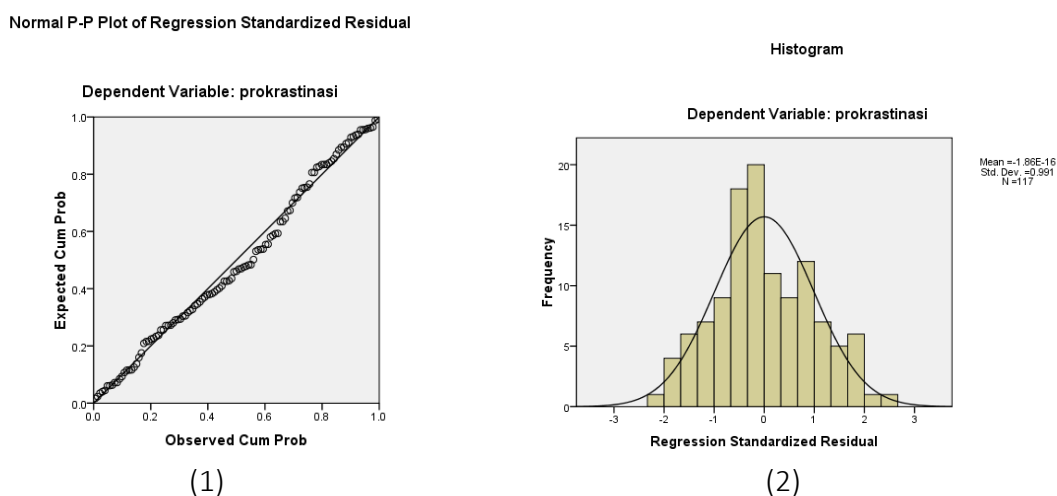 Normal P-P Plot of Regression Standardized Residual
Dependent Variable: prokrastinasi
1.0
0.8
0.6
0.4
0.2
0.0
Expected Cum Prob
0.0 0.2 0.4 0.6 0.8 1.0
Observed Cum Prob
(1)
Histogram
Dependent Variable: prokrastinasi
20
15
10
5
0
Frequency
-3 -2 -1 0 1 2 3
Regression Standardized Residual
Mean =-1.86E-16
Std. Dev. =0.991
N =117
(2)